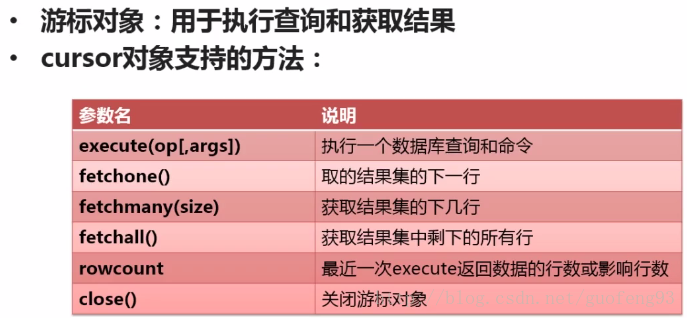 • 游标对象：用于执行查询和获取结果
• cursor对象支持的方法：
参数名 说明
execute(op[,args]) 执行一个数据库查询和命令
fetchone() 取的结果集的下一行
fetchmany(size) 获取结果集的下几行
fetchall() 获取结果集中剩下的所有行
rowcount 最近一次execute返回数据的行数或影响行数
close() 关闭游标对象